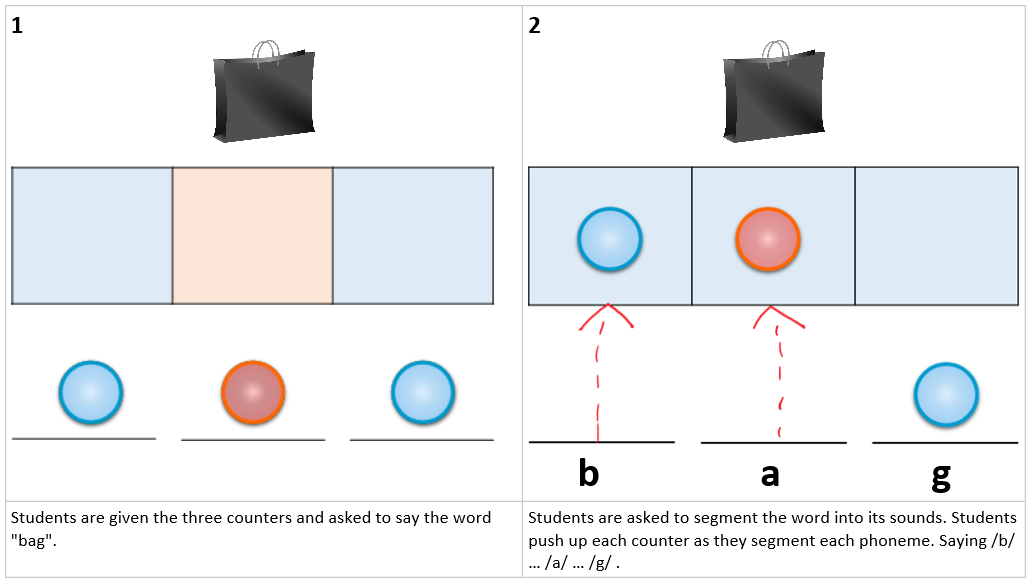 1
Students are given the three counters and asked to say the word
"bag".
2
b a g
Students are asked to segment the word into its sounds. Students
push up each counter as they segment each phoneme. Saying /b/
... /a/ ... /g/ .